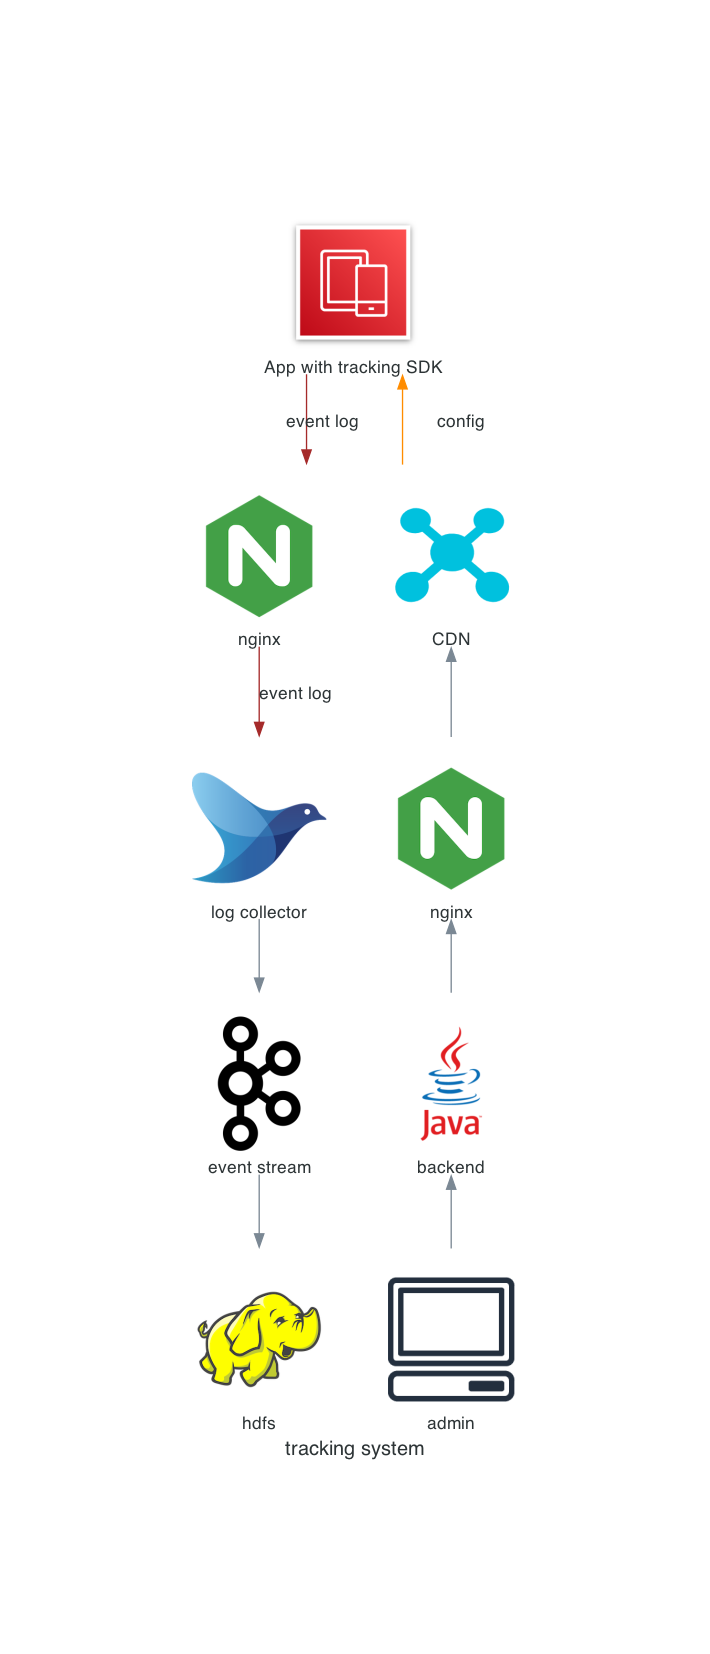 App with tracking SDK
event log
config
nginx
CDN
event log
log collector
nginx
event stream
Java
backend
hdfs
admin
tracking system